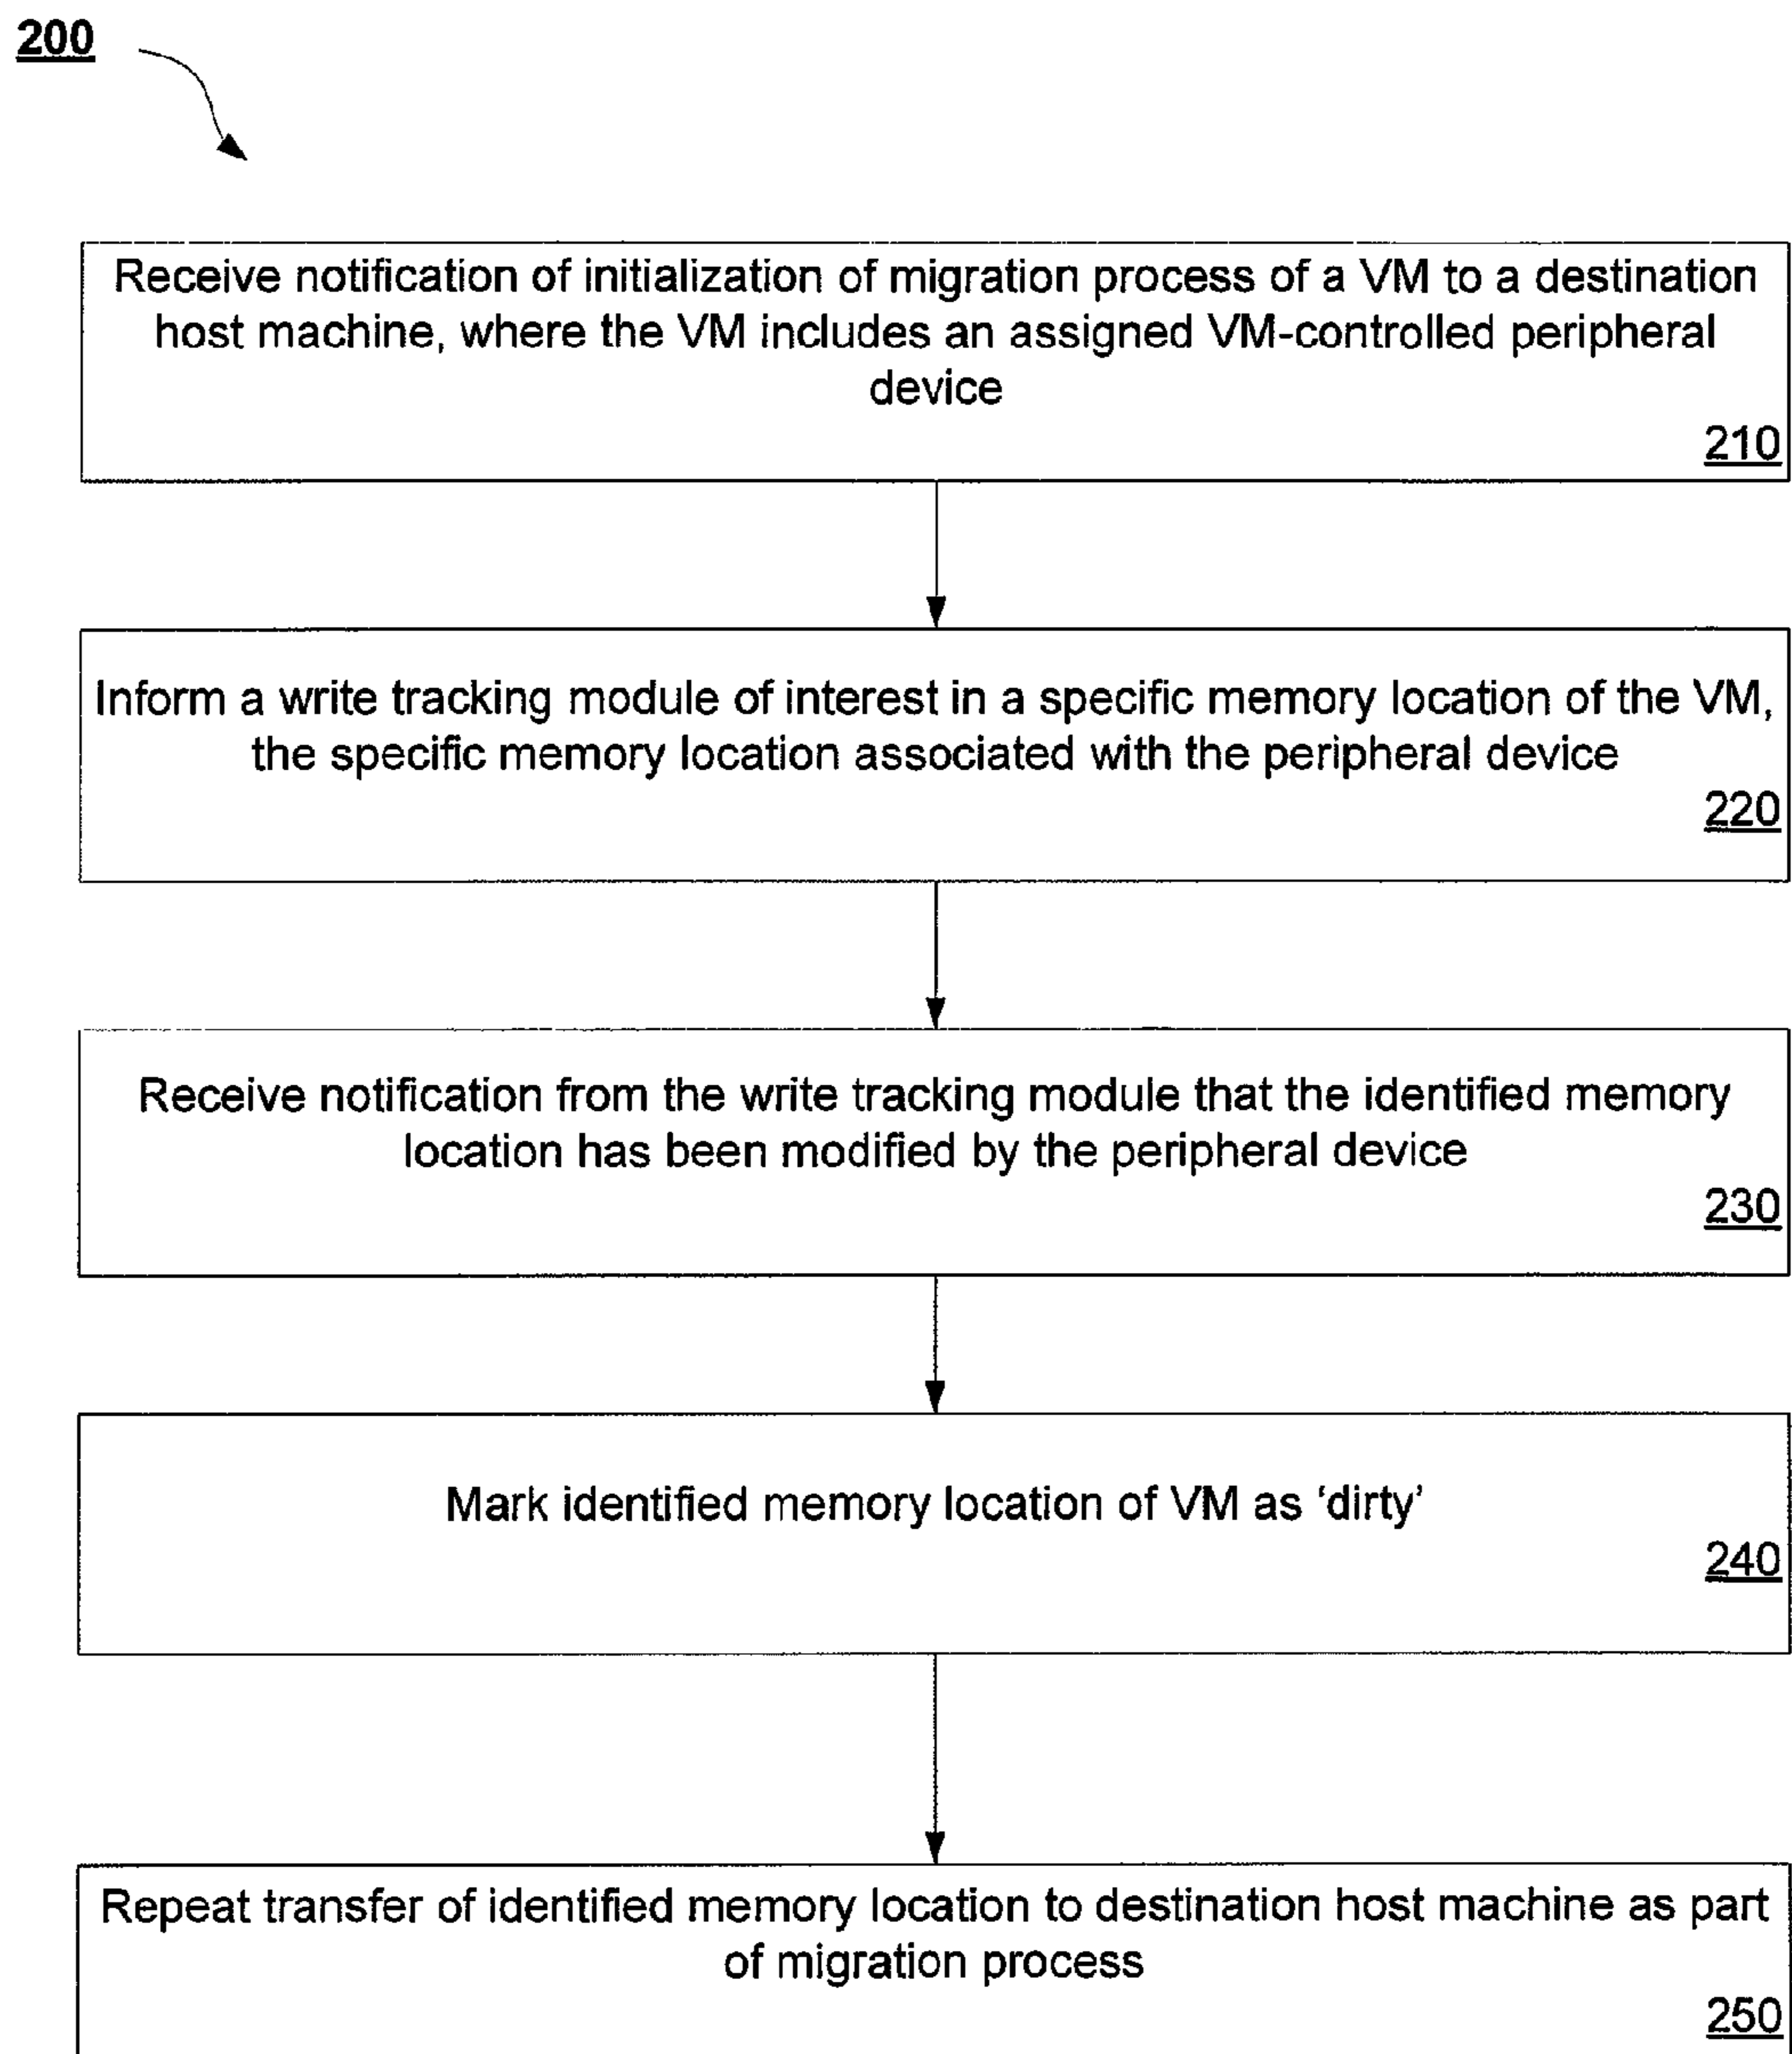 200
Receive notification of initialization of migration process of a VM to a destination
host machine, where the VM includes an assigned VM-controlled peripheral
device
210
Inform a write tracking module of interest in a specific memory location of the VM,
the specific memory location associated with the peripheral device
220
Receive notification from the write tracking module that the identified memory
location has been modified by the peripheral device
230
Mark identified memory location of VM as ‘dirty’
240
Repeat transfer of identified memory location to destination host machine as part
of migration process
250